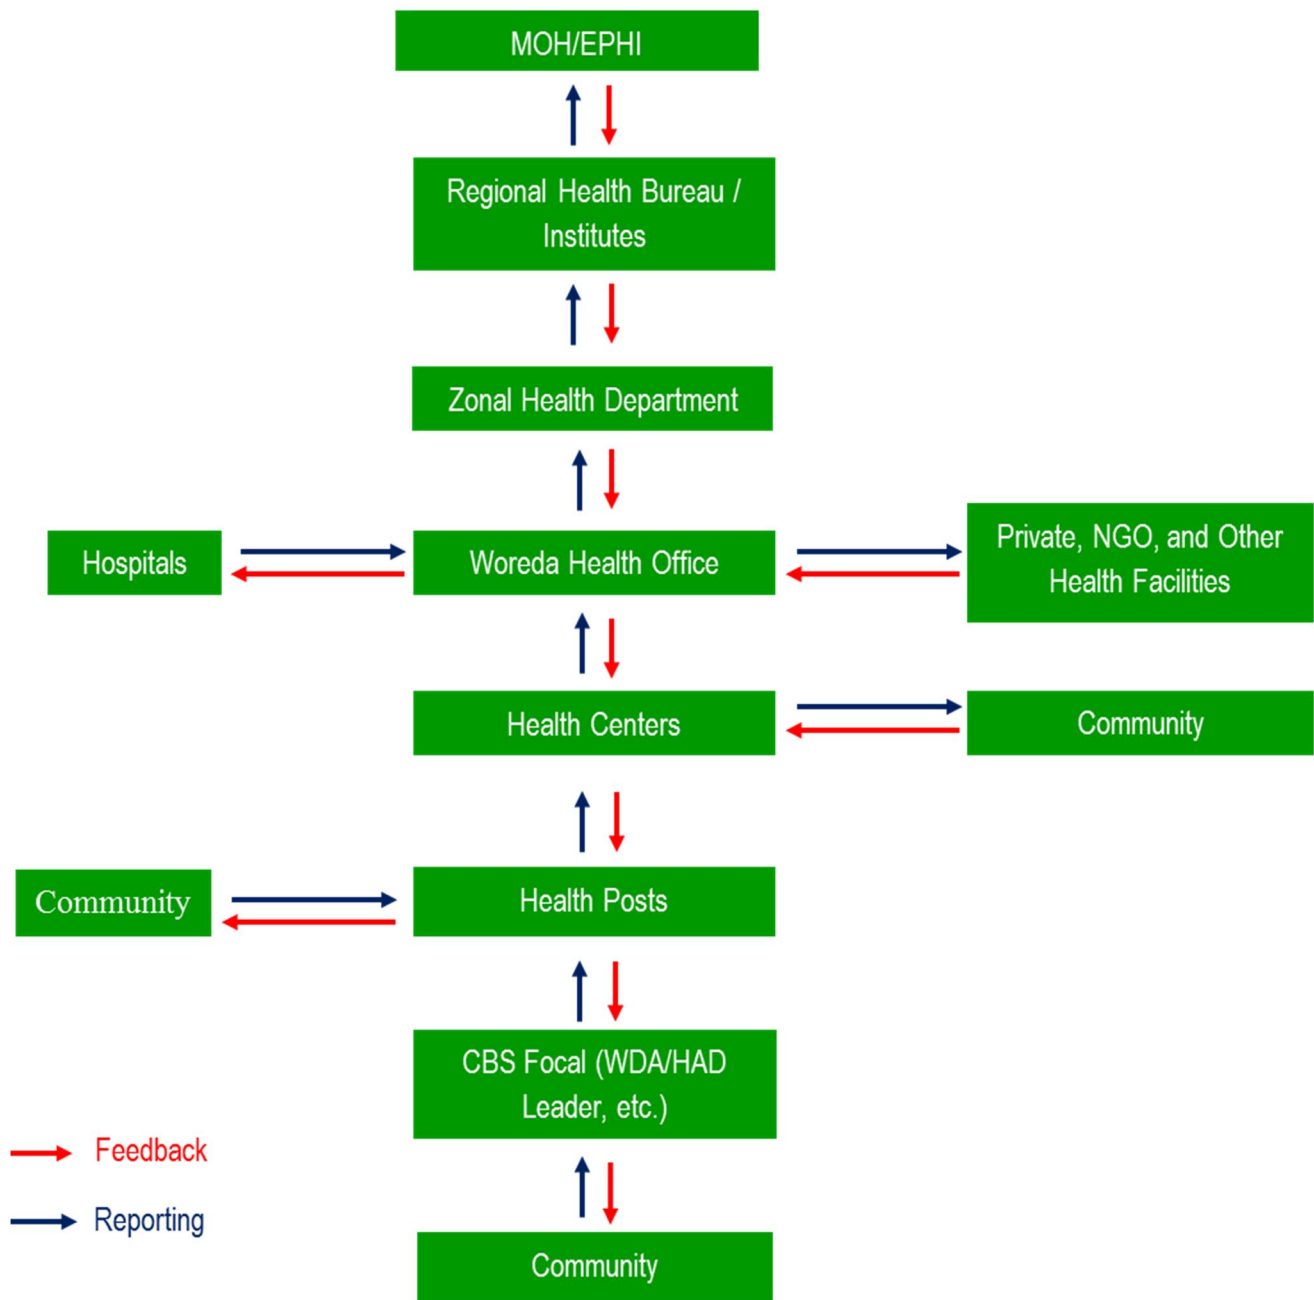 MOH/EPHI
Regional Health Bureau /
Institutes
Zonal Health Department
Hospitals
Woreda Health Office
Private, NGO, and Other
Health Facilities
Health Centers
Community
Community
Health Posts
CBS Focal (WDA/HAD
Leader, etc.)
Feedback
Reporting
Community